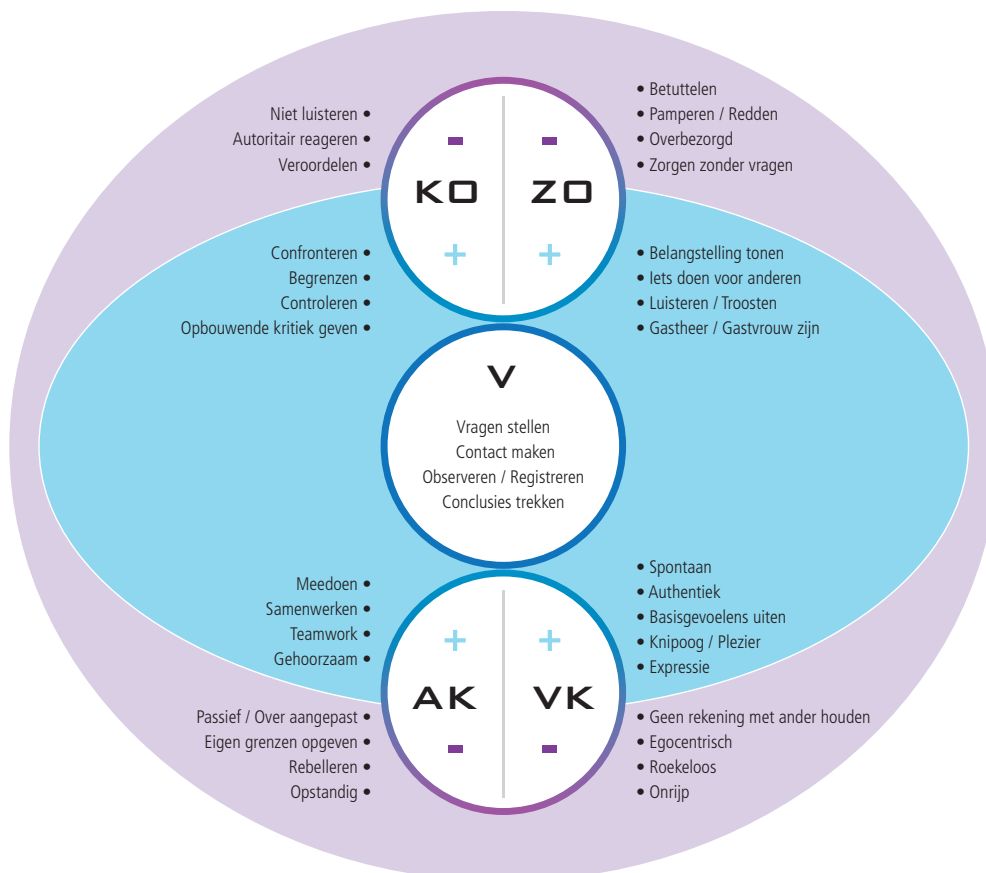 Niet luisteren •
Autoritair reageren •
Veroordelen •
• Betuttelen
• Pamperen / Redden
• Overbezorgd
• Zorgen zonder vragen
- -
KO ZO
+ +
Confronteren •
Begrenzen •
Controleren •
Opbouwende kritiek geven •
• Belangstelling tonen
• Iets doen voor anderen
• Luisteren / Troosten
• Gastheer / Gastvrouw zijn
V
Vragen stellen
Contact maken
Observeren / Registreren
Conclusies trekken
Meedoen •
Samenwerken •
Teamwork •
Gehoorzaam •
• Spontaan
• Authentiek
• Basisgevoelens uiten
• Knipoog / Plezier
• Expressie
+ +
AK VK
- -
Passief / Over aangepast •
Eigen grenzen opgeven •
Rebelleren •
Opstandig •
• Geen rekening met ander houden
• Egocentrisch
• Roekeloos
• Onrijp